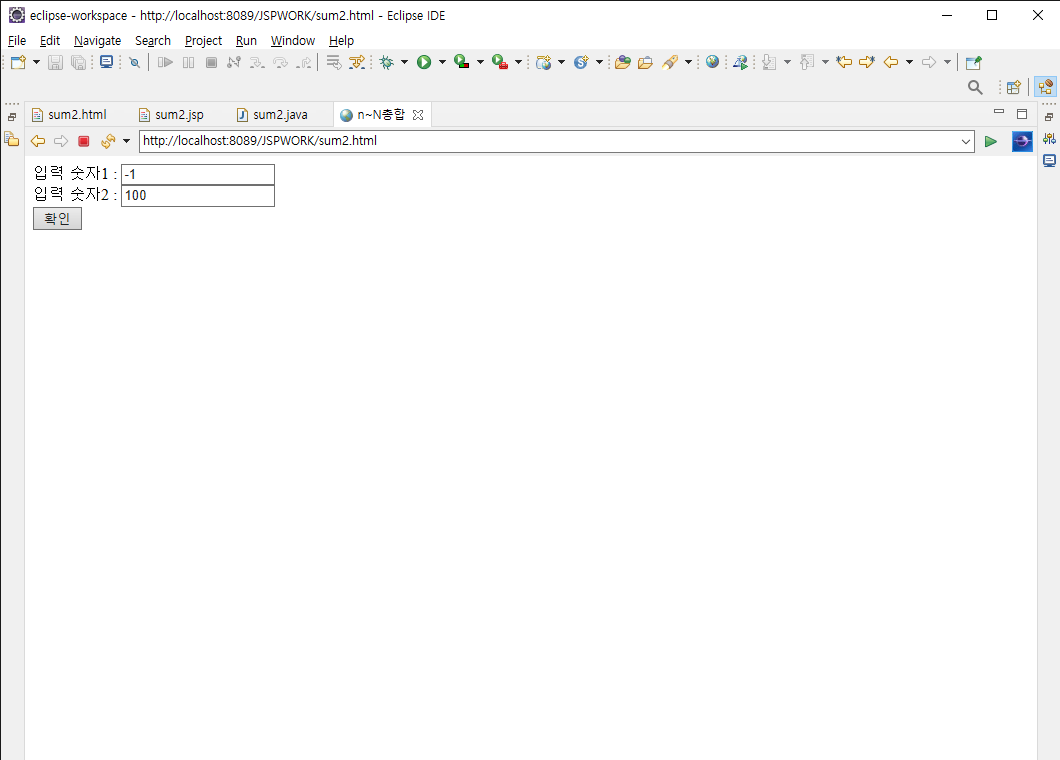 eclipse-workspace - http://localhost:8089/JSPWORK/sum2.html - Eclipse IDE
File Edit Navigate Search Project Run Window Help
sum2.html sum2.jsp sum2.java n~N총합
http://localhost:8089/JSPWORK/sum2.html
입력 숫자1 : -1
입력 숫자2 : 100
확인